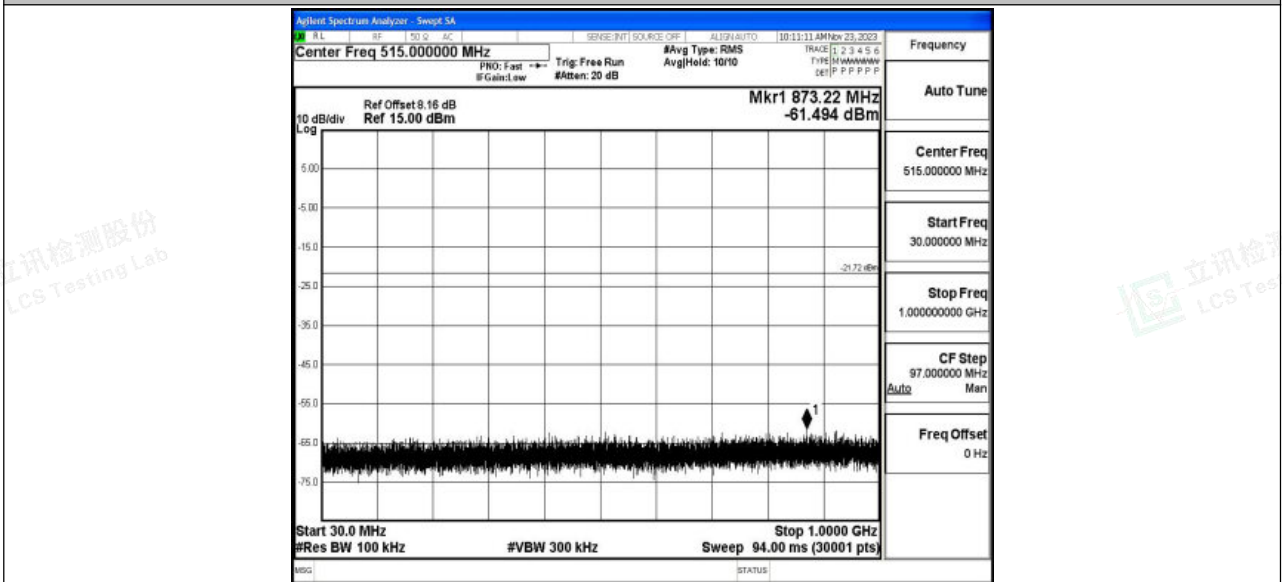 Agilent Spectrum Analyzer - Swept SA
RL RF 50 Ω AC SENSE:INT SOURCE OFF ALIGN AUTO 10:11:11 AM Nov 23, 2023
Center Freq 515.000000 MHz
PNO: Fast
IFGain:Low
Trig: Free Run
#Atten: 20 dB
#Avg Type: RMS
Avg|Hold: 10/10
TRACE 1 2 3 4 5 6
TYPE M WWWWW
DET P P P P P P
Frequency
Auto Tune
Mkr1 873.22 MHz
-61.494 dBm
Ref Offset 8.16 dB
10 dB/div Ref 15.00 dBm
Log
5.00
-5.00
-15.0
-21.72 dBm
-25.0
-35.0
-45.0
-55.0
1
-65.0
-75.0
Center Freq
515.000000 MHz
Start Freq
30.000000 MHz
Stop Freq
1.000000000 GHz
CF Step
97.000000 MHz
Auto Man
Freq Offset
0 Hz
Start 30.0 MHz Stop 1.0000 GHz
#Res BW 100 kHz #VBW 300 kHz Sweep 94.00 ms (30001 pts)
MSG STATUS
立讯检测股份
LCS Testing Lab
立讯检测
LCS Tes